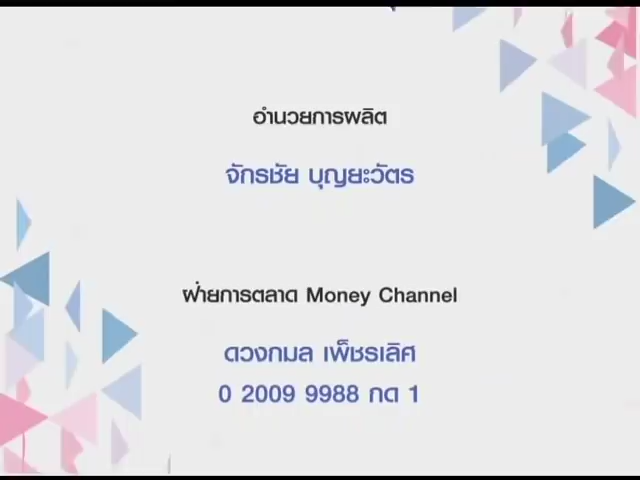 อำนวยการผลิต
จักรชัย บุญยะวัตร
ฝ่ายการตลาด Money Channel
ดวงกมล เพ็ชรเลิศ
0 2009 9988 กด 1